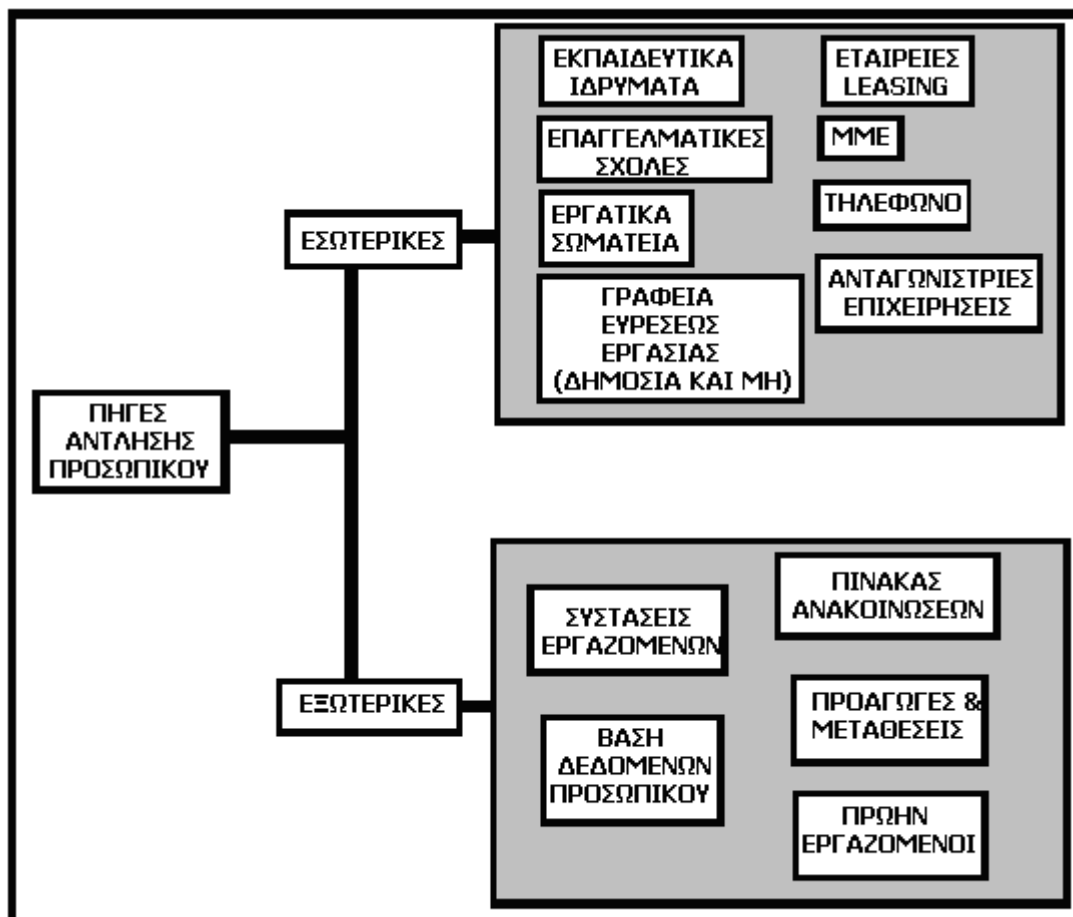 ΠΗΓΕΣ
ΑΝΤΛΗΣΗΣ
ΠΡΟΣΩΠΙΚΟΥ
ΕΣΩΤΕΡΙΚΕΣ
ΕΚΠΑΙΔΕΥΤΙΚΑ
ΙΔΡΥΜΑΤΑ
ΕΠΑΓΓΕΛΜΑΤΙΚΕΣ
ΣΧΟΛΕΣ
ΕΡΓΑΤΙΚΑ
ΣΩΜΑΤΕΙΑ
ΓΡΑΦΕΙΑ
ΕΥΡΕΣΕΩΣ
ΕΡΓΑΣΙΑΣ
(ΔΗΜΟΣΙΑ ΚΑΙ ΜΗ)
ΕΤΑΙΡΕΙΕΣ
LEASING
ΜΜΕ
ΤΗΛΕΦΩΝΟ
ΑΝΤΑΓΩΝΙΣΤΡΙΕΣ
ΕΠΙΧΕΙΡΗΣΕΙΣ
ΕΞΩΤΕΡΙΚΕΣ
ΣΥΣΤΑΣΕΙΣ
ΕΡΓΑΖΟΜΕΝΩΝ
ΒΑΣΗ
ΔΕΔΟΜΕΝΩΝ
ΠΡΟΣΩΠΙΚΟΥ
ΠΙΝΑΚΑΣ
ΑΝΑΚΟΙΝΩΣΕΩΝ
ΠΡΟΑΓΩΓΕΣ &
ΜΕΤΑΘΕΣΕΙΣ
ΠΡΩΗΝ
ΕΡΓΑΖΟΜΕΝΟΙ